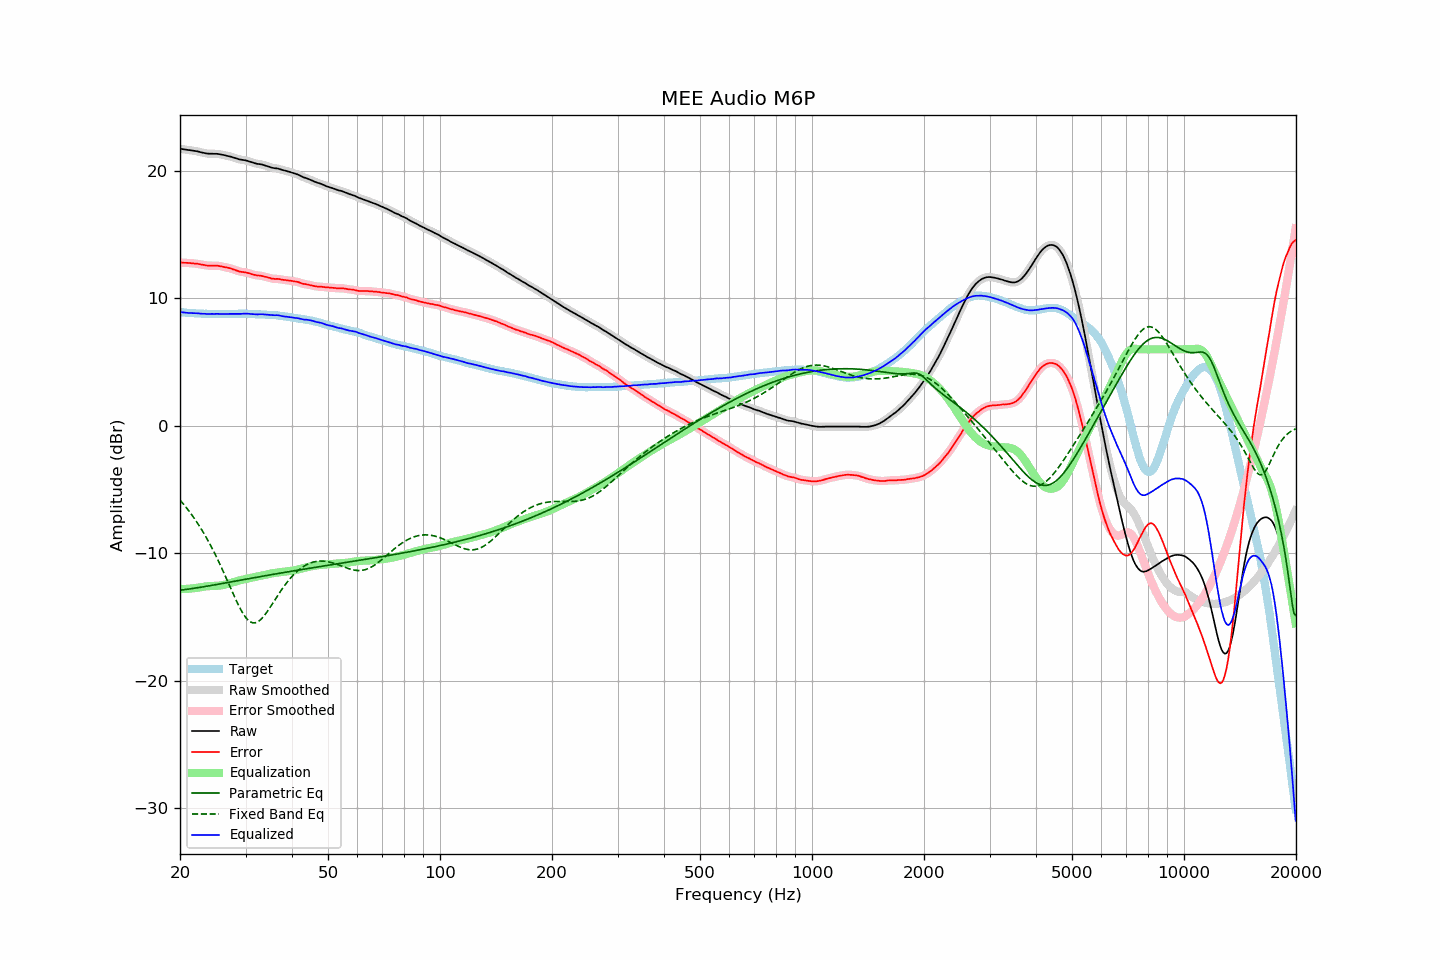 MEE Audio M6P
20
10
0
−10
−20
−30
Amplitude (dBr)
Target
Raw Smoothed
Error Smoothed
Raw
Error
Equalization
Parametric Eq
Fixed Band Eq
Equalized
20 50 100 200 500 1000 2000 5000 10000 20000
Frequency (Hz)